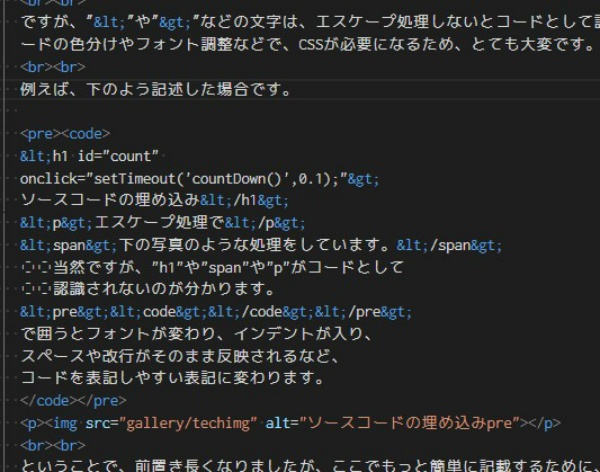 <br><br>
ですが、"&lt;"や"&gt;"などの文字は、エスケープ処理しないとコードとして
ードの色分けやフォント調整などで、CSSが必要になるため、とても大変です。
<br><br>
例えば、下のよう記述した場合です。
<pre><code>
&lt;h1 id="count"
onclick="setTimeout('countDown()',0.1);"&gt;
ソースコードの埋め込み&lt;/h1&gt;
&lt;p&gt;エスケープ処理で&lt;/p&gt;
&lt;span&gt;下の写真のような処理をしています。&lt;/span&gt;
当然ですが、"h1"や"span"や"p"がコードとして
認識されないのが分かります。
&lt;pre&gt;&lt;code&gt;&lt;/code&gt;&lt;/pre&gt;
で囲うとフォントが変わり、インデントが入り、
スペースや改行がそのまま反映されるなど、
コードを表記しやすい表記に変わります。
</code></pre>
<p><img src="gallery/techimg" alt="ソースコードの埋め込みpre"></p>
<br><br>
ということで、前置き長くなりましたが、ここでもっと簡単に記載するために、